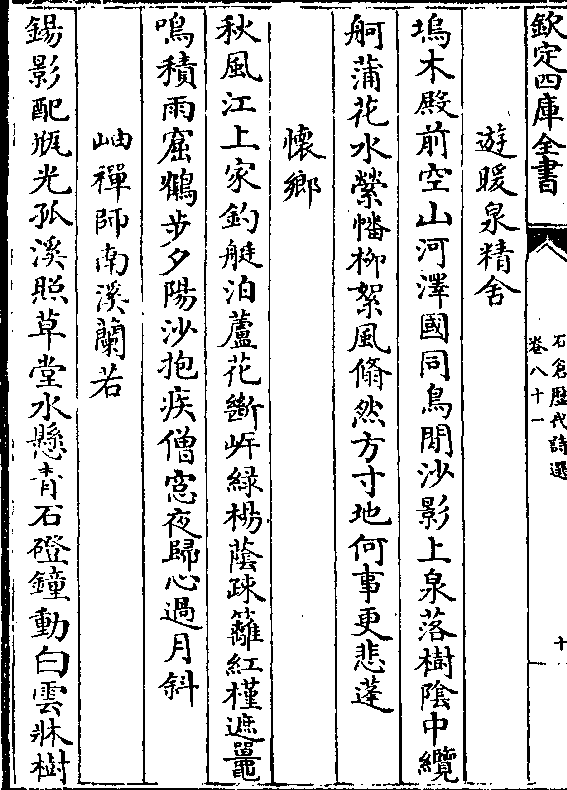 欽定四庫全書
石倉歷代詩選
卷八十一
十
遊暖泉精舍
塢木殿前空山河澤國同鳥閒沙影上泉落樹陰中纜
舸蒲花水縈幡柳絮風翛然方寸地何事更悲蓬
懷鄉
秋風江上家釣艇泊蘆花斷岸綠楊蔭疎籬紅槿遮鼉
鳴積雨窟鶴步夕陽沙抱疾僧窓夜歸心過月斜
岫禪師南溪蘭若
錫影配瓶光孤溪照草堂水懸青石磴鐘動白雲牀樹